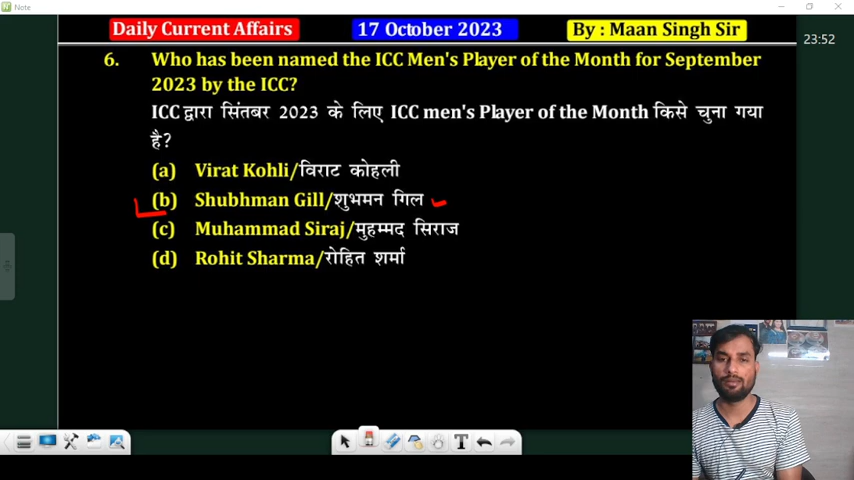 Note
Daily Current Affairs
17 October 2023
By : Maan Singh Sir
23:52
6. Who has been named the ICC Men's Player of the Month for September
2023 by the ICC?
ICC द्वारा सिंतबर 2023 के लिए ICC men's Player of the Month किसे चुना गया
है?
(a) Virat Kohli/विराट कोहली
(b) Shubhman Gill/शुभमन गिल
(c) Muhammad Siraj/मुहम्मद सिराज
(d) Rohit Sharma/रोहित शर्मा
T